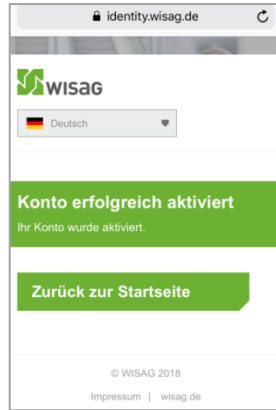 identity.wisag.de
WISAG
Deutsch
Konto erfolgreich aktiviert
Ihr Konto wurde aktiviert.
Zurück zur Startseite
© WISAG 2018
Impressum | wisag.de